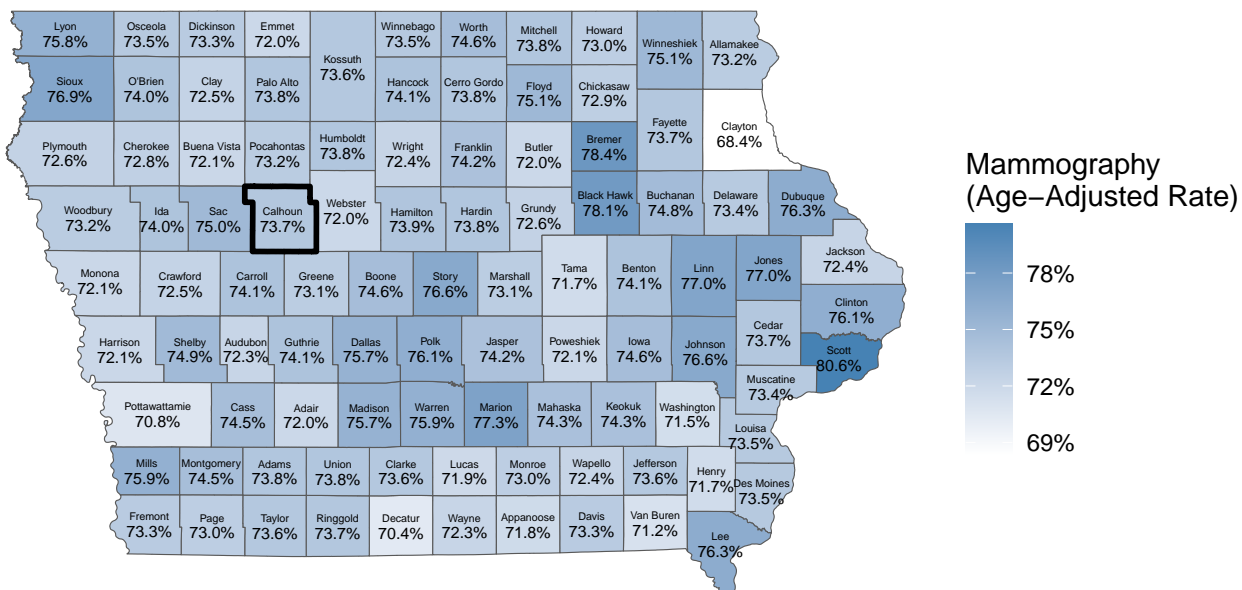 Lyon
75.8%
Osceola
73.5%
Dickinson
73.3%
Emmet
72.0%
Kossuth
73.6%
Winnebago
73.5%
Worth
74.6%
Mitchell
73.8%
Howard
73.0%
Winneshiek
75.1%
Allamakee
73.2%
Sioux
76.9%
O'Brien
74.0%
Clay
72.5%
Palo Alto
73.8%
Hancock
74.1%
Cerro Gordo
73.8%
Floyd
75.1%
Chickasaw
72.9%
Fayette
73.7%
Clayton
68.4%
Plymouth
72.6%
Cherokee
72.8%
Buena Vista
72.1%
Pocahontas
73.2%
Humboldt
73.8%
Wright
72.4%
Franklin
74.2%
Butler
72.0%
Bremer
78.4%
Woodbury
73.2%
Ida
74.0%
Sac
75.0%
Calhoun
73.7%
Webster
72.0%
Hamilton
73.9%
Hardin
73.8%
Grundy
72.6%
Black Hawk
78.1%
Buchanan
74.8%
Delaware
73.4%
Dubuque
76.3%
Monona
72.1%
Crawford
72.5%
Carroll
74.1%
Greene
73.1%
Boone
74.6%
Story
76.6%
Marshall
73.1%
Tama
71.7%
Benton
74.1%
Linn
77.0%
Jones
77.0%
Jackson
72.4%
Clinton
76.1%
Harrison
72.1%
Shelby
74.9%
Audubon
72.3%
Guthrie
74.1%
Dallas
75.7%
Polk
76.1%
Jasper
74.2%
Poweshiek
72.1%
Iowa
74.6%
Johnson
76.6%
Cedar
73.7%
Scott
80.6%
Muscatine
73.4%
Pottawattamie
70.8%
Cass
74.5%
Adair
72.0%
Madison
75.7%
Warren
75.9%
Marion
77.3%
Mahaska
74.3%
Keokuk
74.3%
Washington
71.5%
Louisa
73.5%
Mills
75.9%
Montgomery
74.5%
Adams
73.8%
Union
73.8%
Clarke
73.6%
Lucas
71.9%
Monroe
73.0%
Wapello
72.4%
Jefferson
73.6%
Henry
71.7%
Des Moines
73.5%
Fremont
73.3%
Page
73.0%
Taylor
73.6%
Ringgold
73.7%
Decatur
70.4%
Wayne
72.3%
Appanoose
71.8%
Davis
73.3%
Van Buren
71.2%
Lee
76.3%
Mammography
(Age−Adjusted Rate)
78%
75%
72%
69%